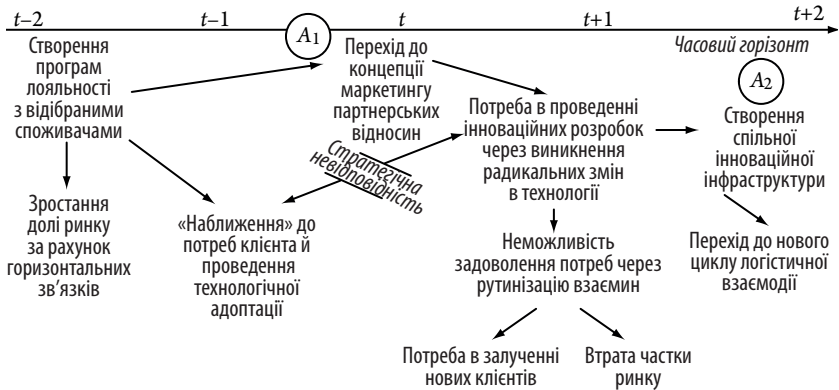 t–2
t–1
t
t+1
t+2
A1
Часовий горізонт
A2
Створення
програм
лояльності
з відібраними
споживачами
Перехід до
концепції
маркетингу
партнерських
відносин
Потреба в проведенні
інноваційних розробок
через виникнення
радикальних змін
в технології
Створення
спільної
інноваційної
інфраструктури
Стратегічна
невідповідність
Зростання
долі ринку
за рахунок
горизонтальних
зв’язків
«Наближення» до
потреб клієнта й
проведення
технологічної
адоптації
Неможливість
задоволення потреб через
рутинізацію взаємин
Перехід до нового
циклу логістичної
взаємодії
Потреба в залученні
нових клієнтів
Втрата частки
ринку